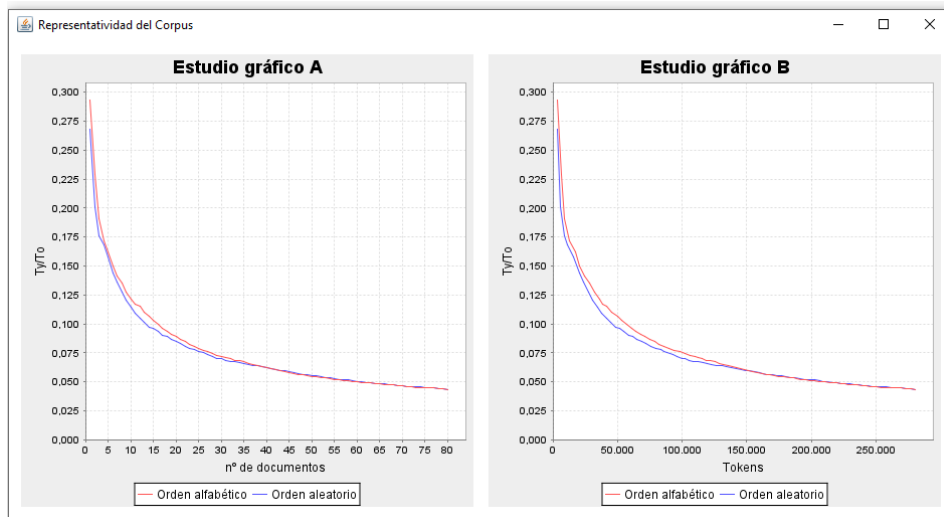 Representatividad del Corpus
Estudio gráfico A
0,300
0,275
0,250
0,225
0,200
0,175
0,150
0,125
0,100
0,075
0,050
0,025
0,000
Ty/To
0 5 10 15 20 25 30 35 40 45 50 55 60 65 70 75 80
nº de documentos
Orden alfabético Orden aleatorio
Estudio gráfico B
0,300
0,275
0,250
0,225
0,200
0,175
0,150
0,125
0,100
0,075
0,050
0,025
0,000
Ty/To
0 50.000 100.000 150.000 200.000 250.000
Tokens
Orden alfabético Orden aleatorio